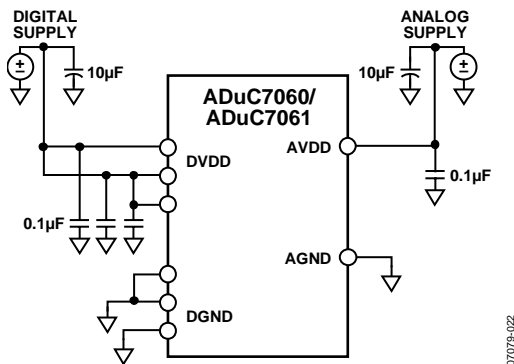 DIGITAL
SUPPLY
ANALOG
SUPPLY
10µF
10µF
ADuC7060/
ADuC7061
DVDD
AVDD
0.1µF
0.1µF
AGND
DGND
07079-022